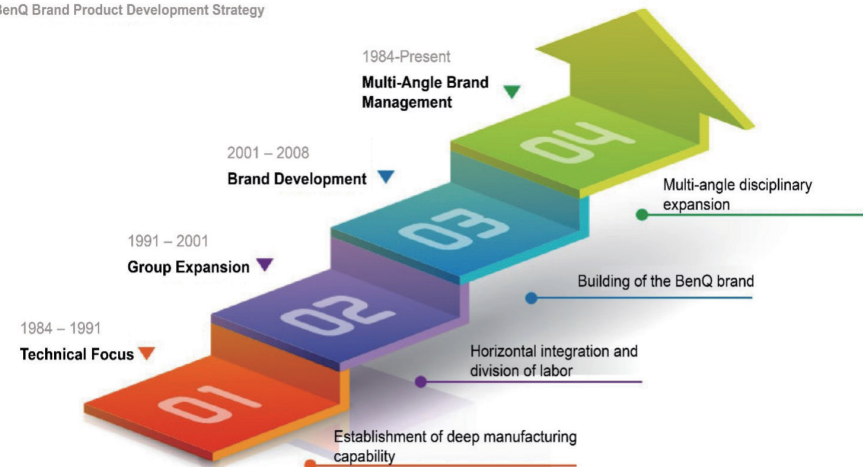 BenQ Brand Product Development Strategy
1984-Present
Multi-Angle Brand
Management
04
2001 – 2008
Brand Development
03
Multi-angle disciplinary
expansion
1991 – 2001
Group Expansion
02
Building of the BenQ brand
1984 – 1991
Technical Focus
01
Horizontal integration and
division of labor
Establishment of deep manufacturing
capability